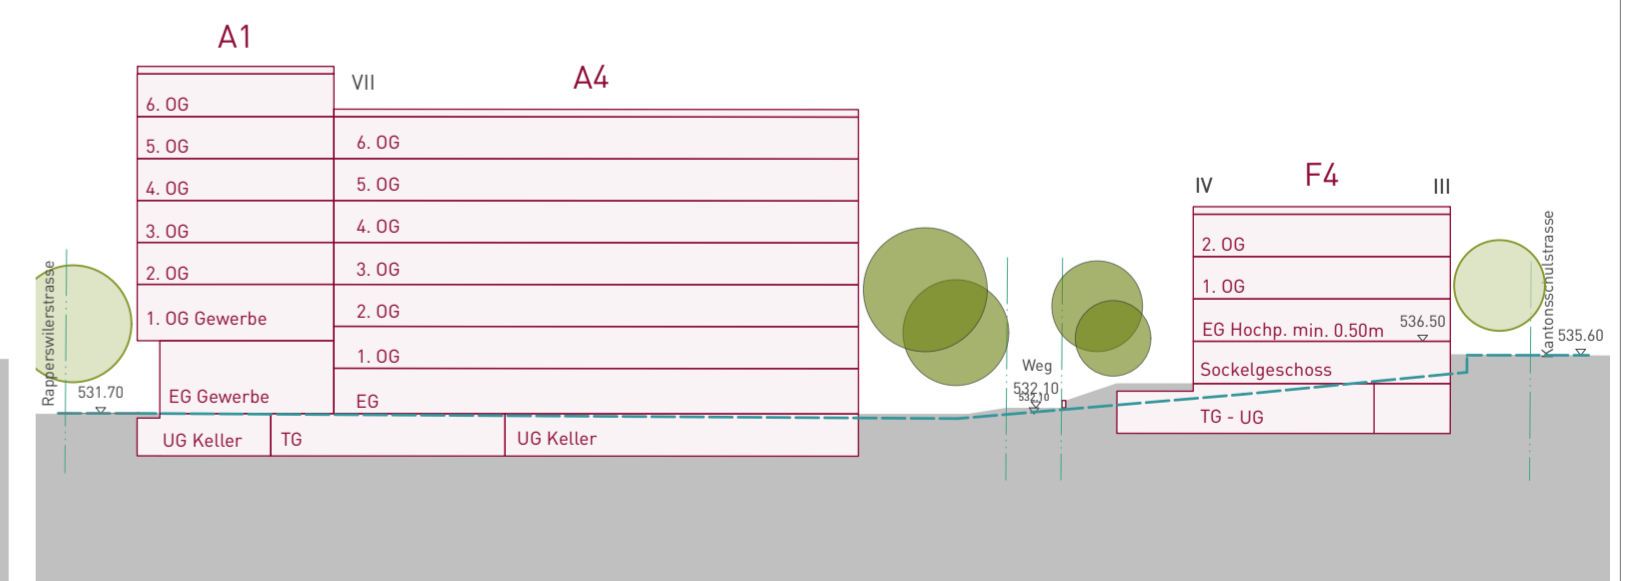 A1
VII
A4
6. OG
5. OG
4. OG
3. OG
2. OG
1. OG Gewerbe
EG Gewerbe
UG Keller
TG
UG Keller
6. OG
5. OG
4. OG
3. OG
2. OG
1. OG
EG
Rapperswilerstrasse
531.70
Weg
532.10
532.10
IV
F4
III
2. OG
1. OG
EG Hochp. min. 0.50m
536.50
Sockelgeschoss
TG - UG
Kantonsschulstrasse
535.60